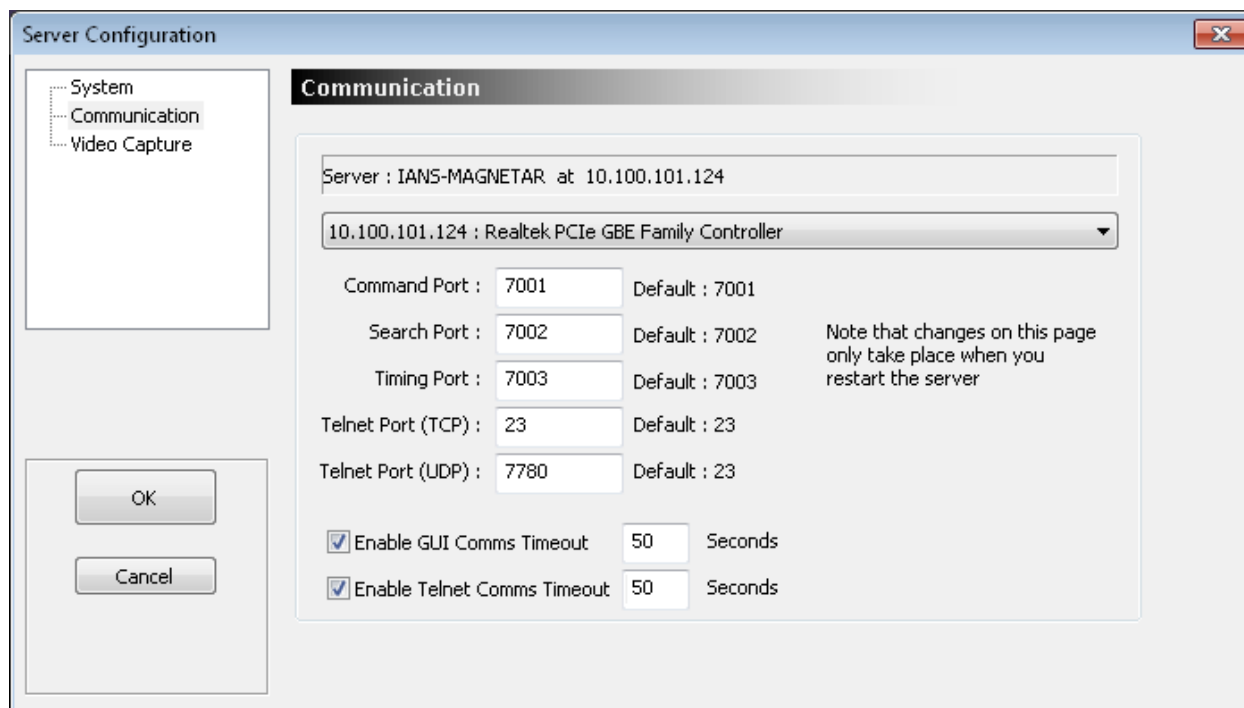 Server Configuration
System
Communication
Video Capture
OK
Cancel
Communication
Server : IANS-MAGNETAR at 10.100.101.124
10.100.101.124 : Realtek PCIe GBE Family Controller
Command Port : 7001 Default : 7001
Search Port : 7002 Default : 7002
Timing Port : 7003 Default : 7003
Telnet Port (TCP) : 23 Default : 23
Telnet Port (UDP) : 7780 Default : 23
Note that changes on this page
only take place when you
restart the server
Enable GUI Comms Timeout 50 Seconds
Enable Telnet Comms Timeout 50 Seconds